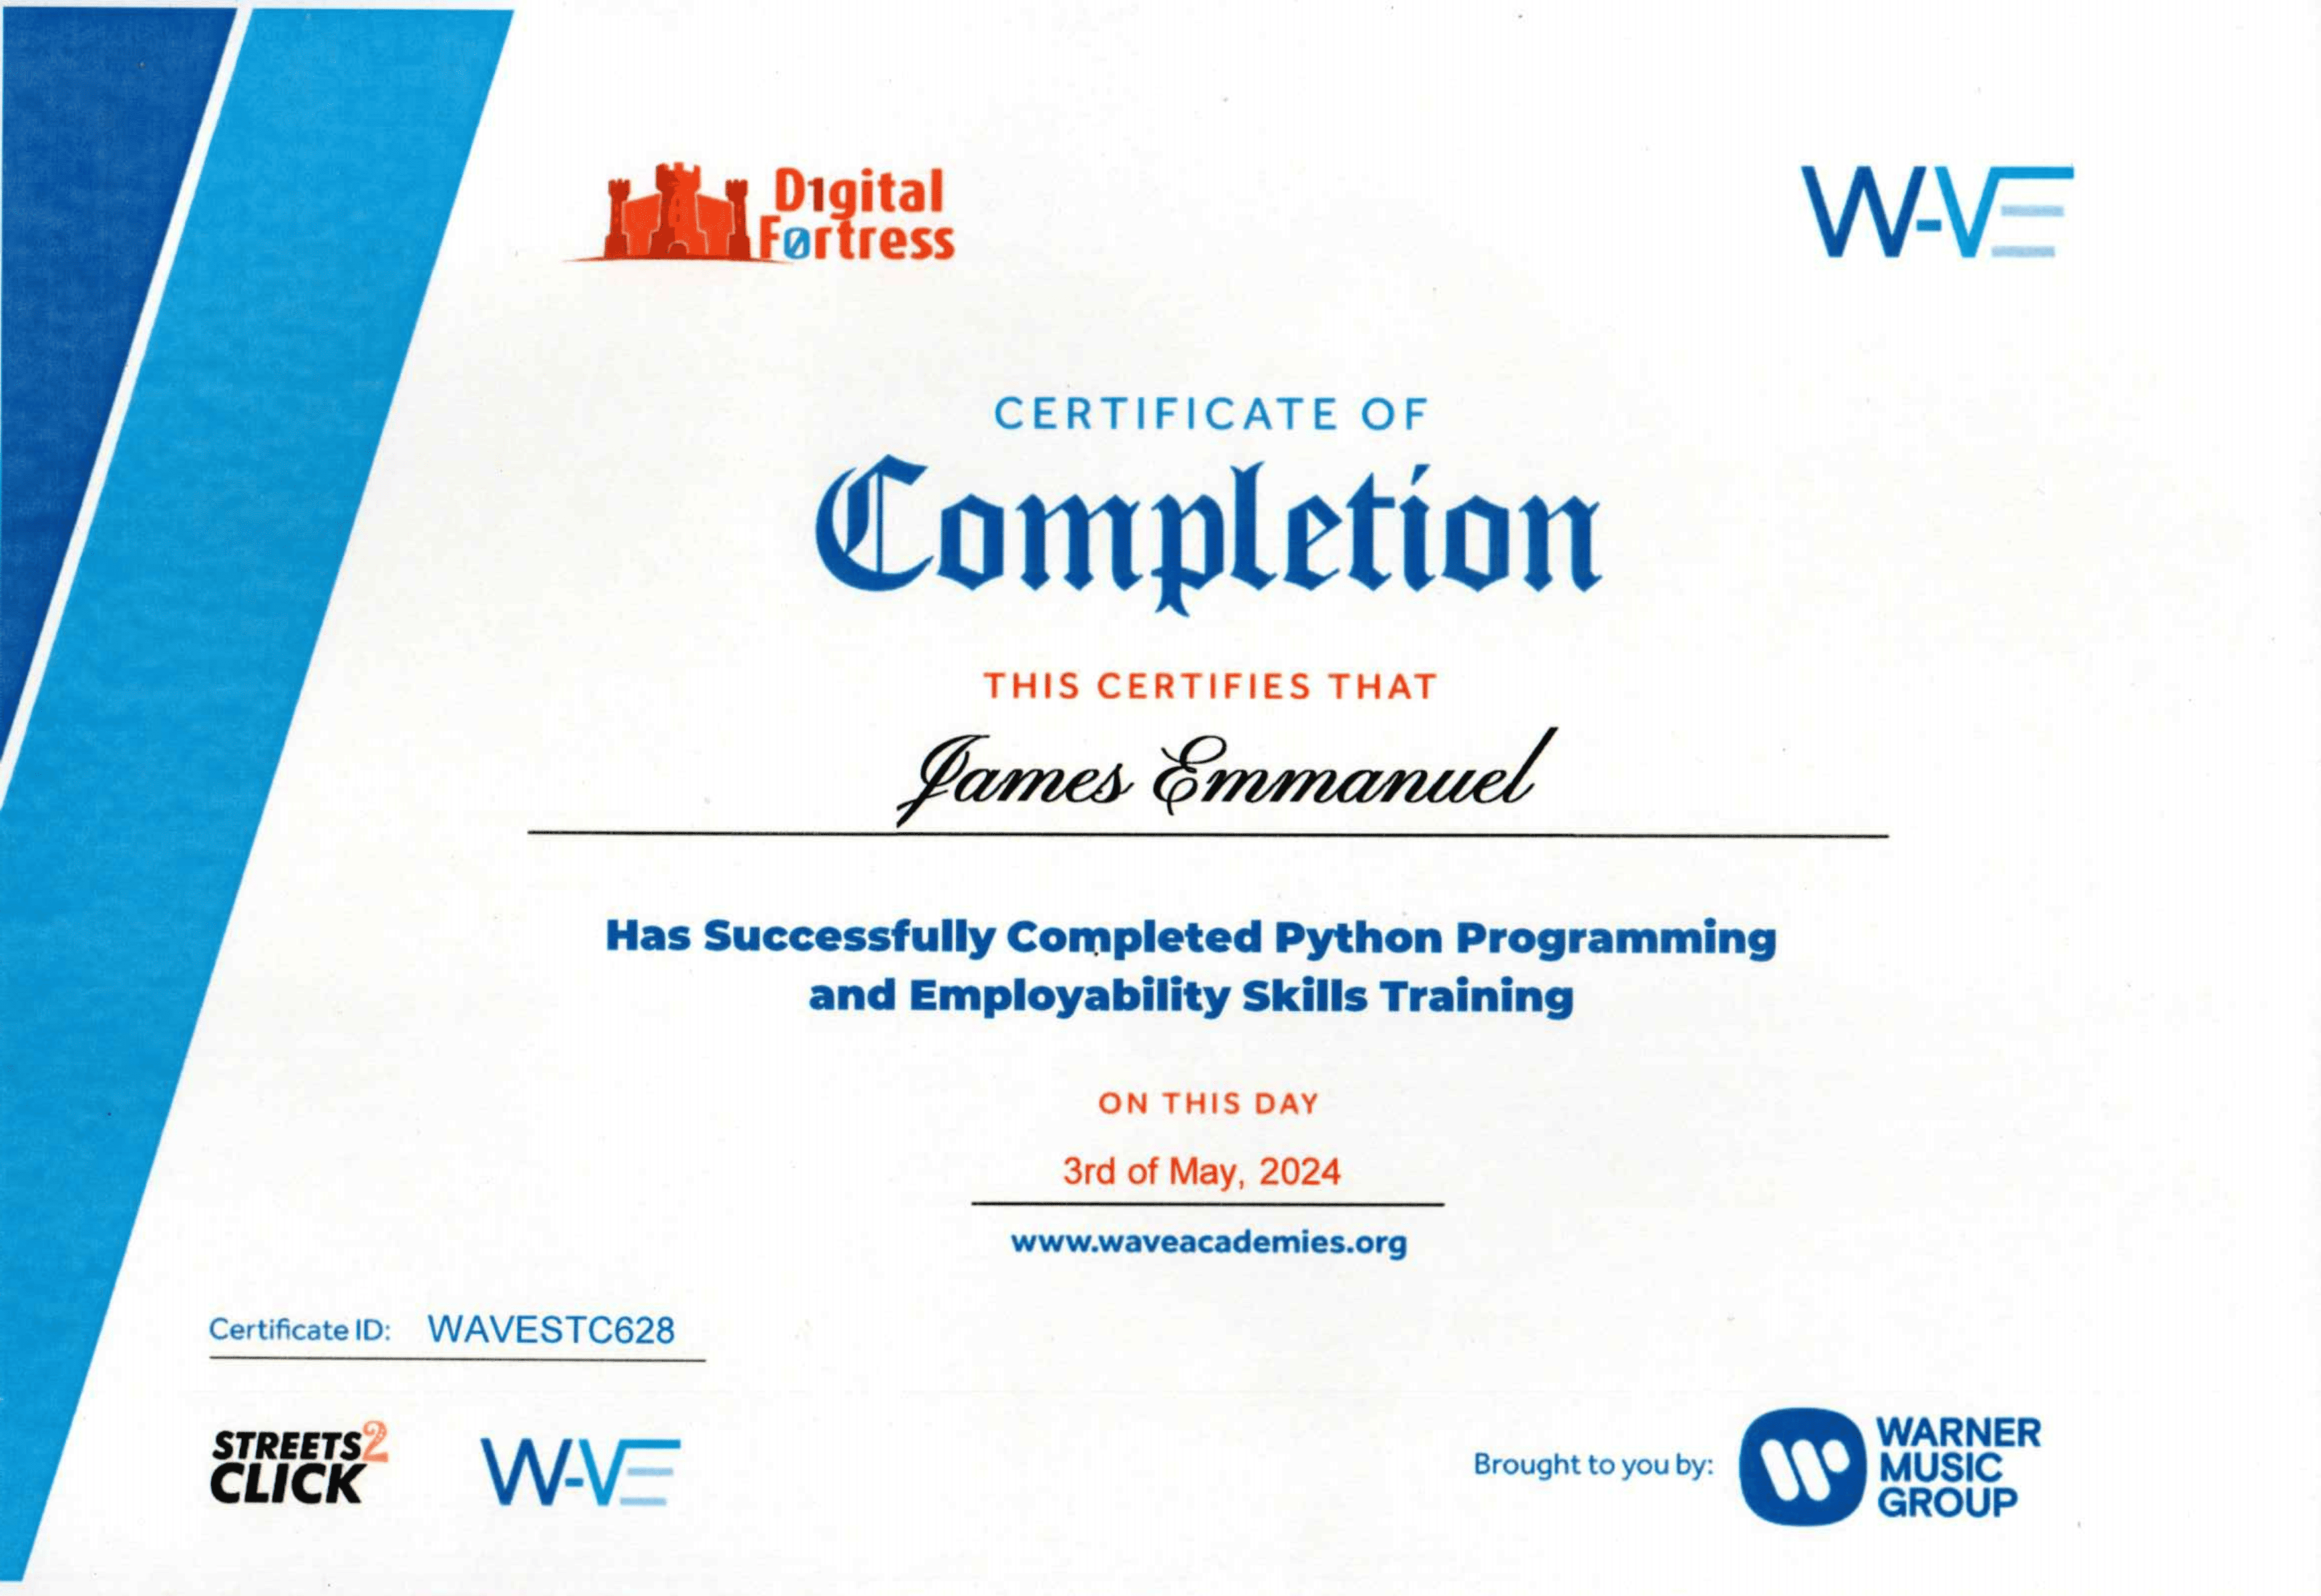 D1gital
Førtress
WAVE
CERTIFICATE OF
Completion
THIS CERTIFIES THAT
James Emmanuel
Has Successfully Completed Python Programming
and Employability Skills Training
ON THIS DAY
3rd of May, 2024
www.waveacademies.org
Certificate ID: WAVESTC628
STREETS2
CLICK
WAVE
Brought to you by:
WARNER
MUSIC
GROUP